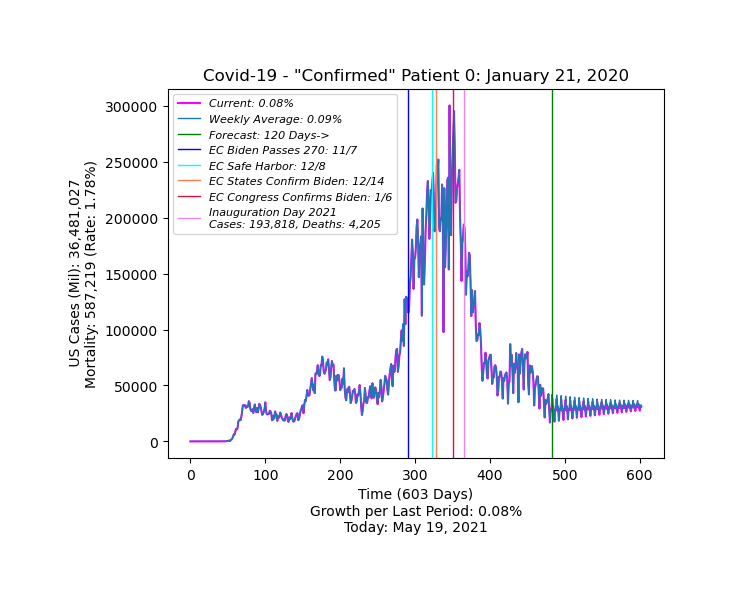 Covid-19 - "Confirmed" Patient 0: January 21, 2020
US Cases (Mil): 36,481,027
Mortality: 587,219 (Rate: 1.78%)
300000
250000
200000
150000
100000
50000
0
Current: 0.08%
Weekly Average: 0.09%
Forecast: 120 Days->
EC Biden Passes 270: 11/7
EC Safe Harbor: 12/8
EC States Confirm Biden: 12/14
EC Congress Confirms Biden: 1/6
Inauguration Day 2021
Cases: 193,818, Deaths: 4,205
0 100 200 300 400 500 600
Time (603 Days)
Growth per Last Period: 0.08%
Today: May 19, 2021